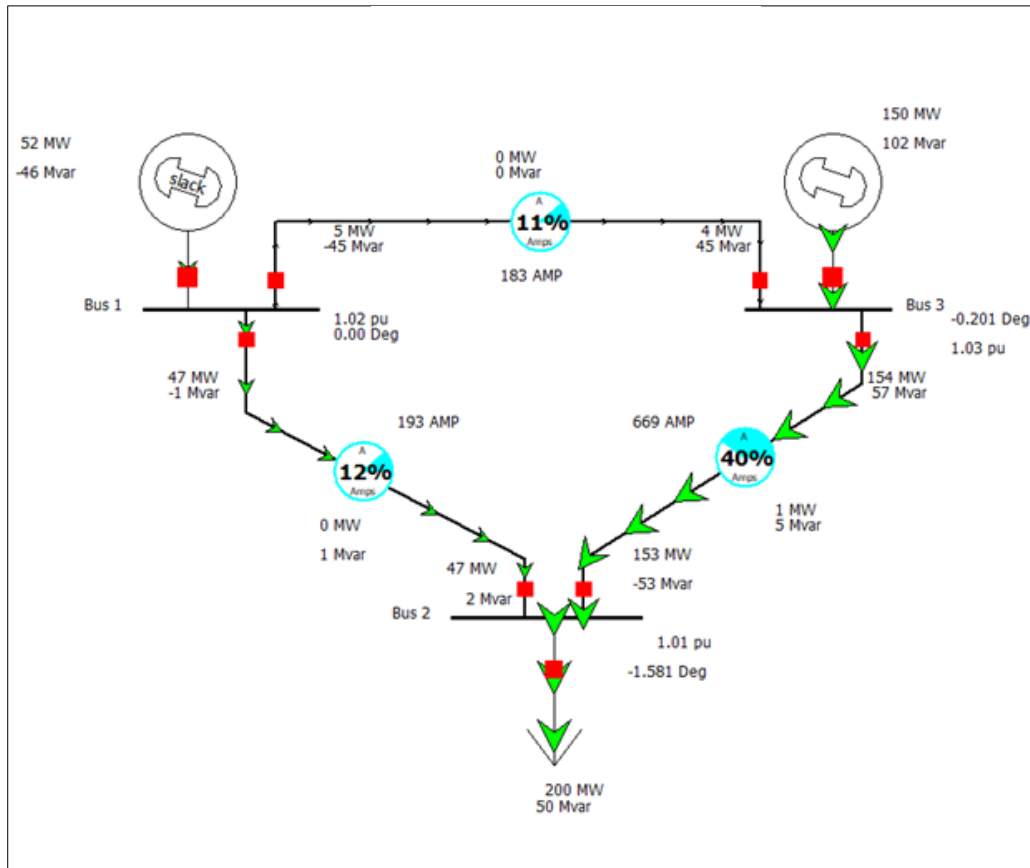 150 MW
102 Mvar
52 MW
-46 Mvar
slack
0 MW
0 Mvar
A
11%
Amps
5 MW
-45 Mvar
4 MW
45 Mvar
183 AMP
Bus 1
1.02 pu
0.00 Deg
Bus 3
-0.201 Deg
1.03 pu
47 MW
-1 Mvar
154 MW
57 Mvar
193 AMP
669 AMP
A
12%
Amps
A
40%
Amps
0 MW
1 Mvar
1 MW
5 Mvar
47 MW
2 Mvar
153 MW
-53 Mvar
Bus 2
1.01 pu
-1.581 Deg
200 MW
50 Mvar